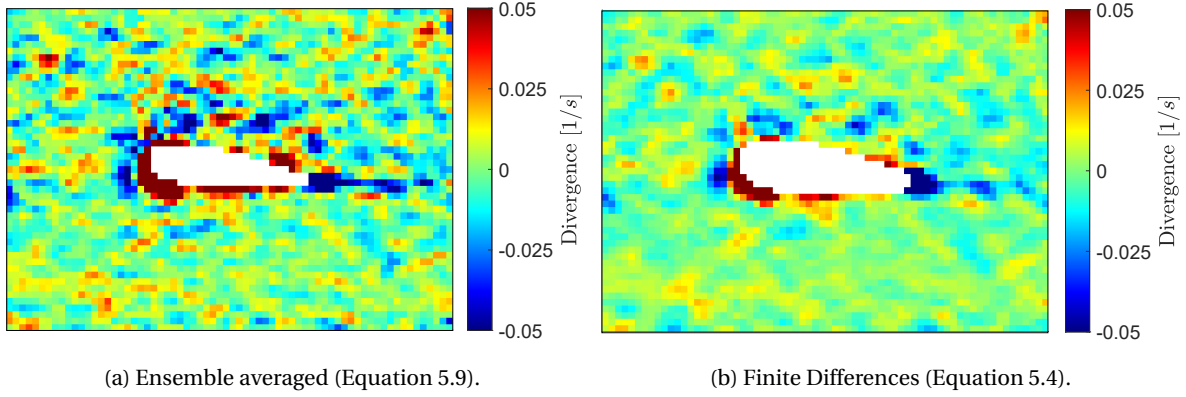 0.05
0.025
0
-0.025
-0.05
Divergence [1/s]
0.05
0.025
0
-0.025
-0.05
Divergence [1/s]
(a) Ensemble averaged (Equation 5.9).
(b) Finite Differences (Equation 5.4).